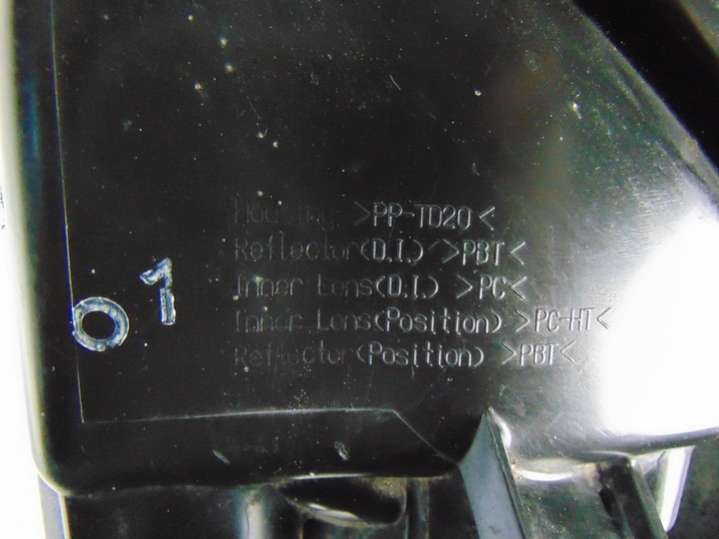 Housing >PP-TD20<
Reflector(D.I.) >PBT<
Inner Lens(D.I.) >PC<
Inner Lens(Position) >PC-HT<
Reflector(Position) >PBT<
01